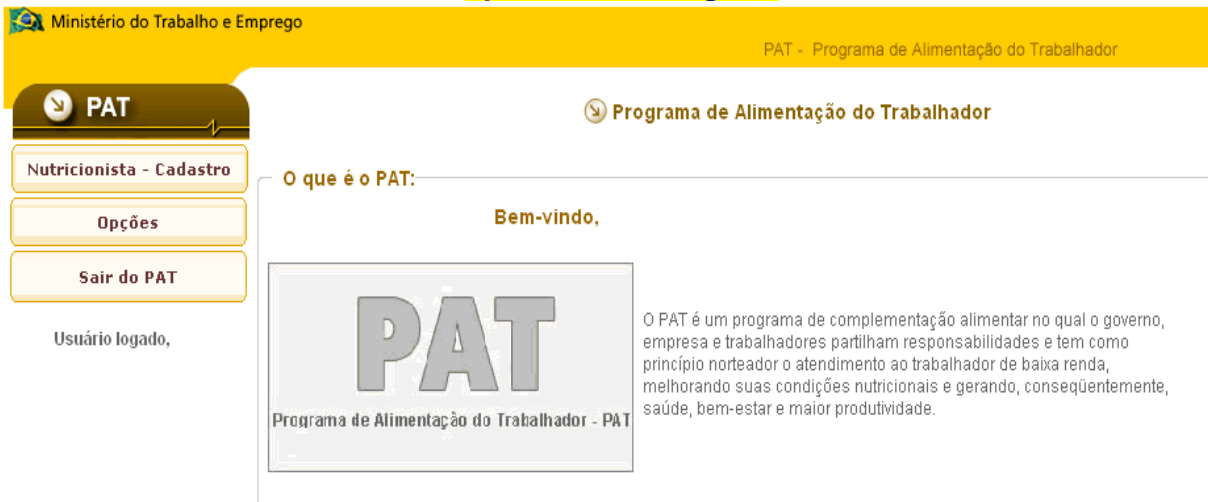 Ministério do Trabalho e Emprego
PAT - Programa de Alimentação do Trabalhador
PAT
Programa de Alimentação do Trabalhador
Nutricionista - Cadastro
Opções
Sair do PAT
Usuário logado,
O que é o PAT:
Bem-vindo,
PAT
Programa de Alimentação do Trabalhador - PAT
O PAT é um programa de complementação alimentar no qual o governo,
empresa e trabalhadores partilham responsabilidades e tem como
princípio norteador o atendimento ao trabalhador de baixa renda,
melhorando suas condições nutricionais e gerando, conseqüentemente,
saúde, bem-estar e maior produtividade.